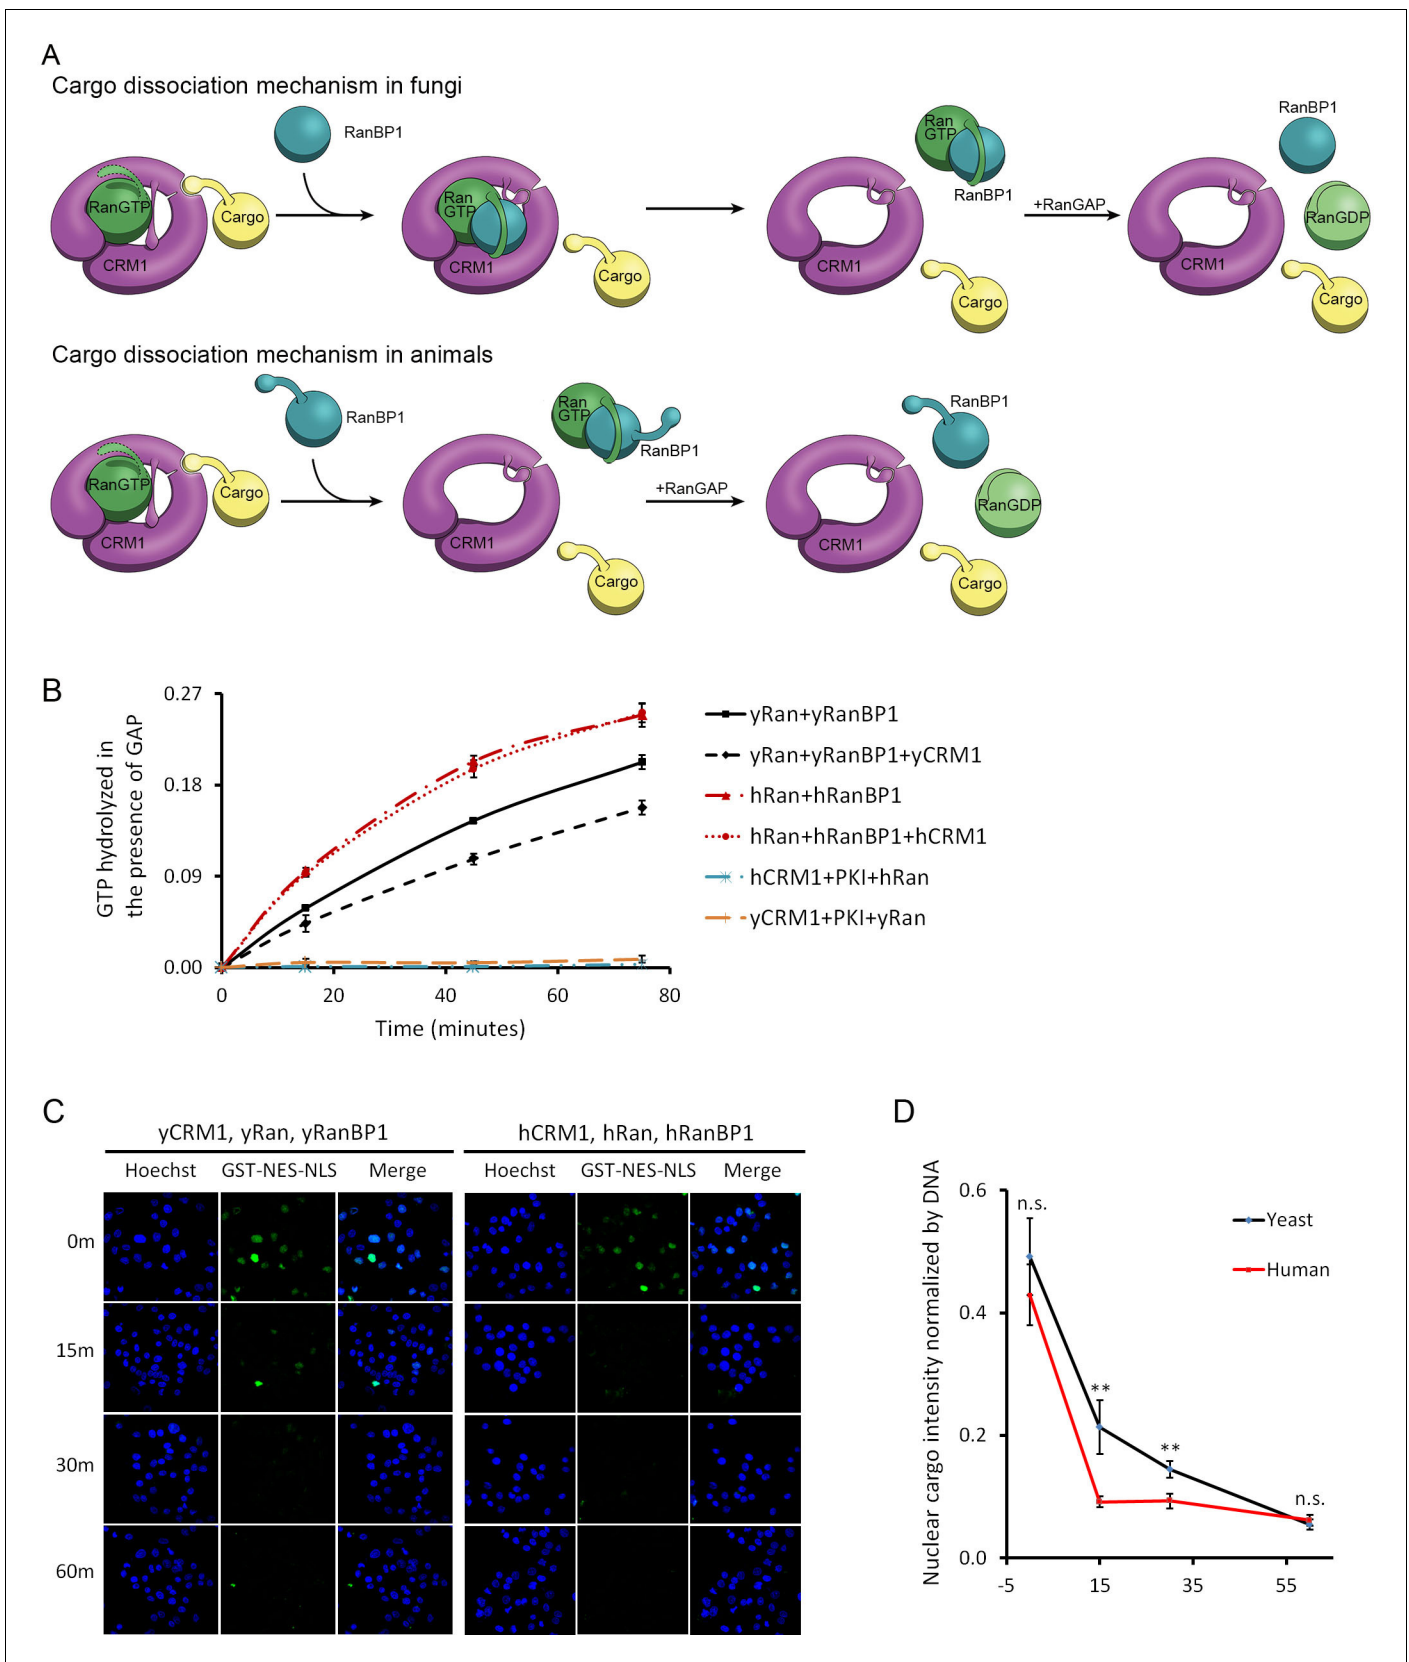 A
Cargo dissociation mechanism in fungi
RanBP1
RanGTP
Cargo
CRM1
Ran
GTP
CRM1
Cargo
Ran
GTP
RanBP1
CRM1
Cargo
+RanGAP
RanBP1
RanGDP
CRM1
Cargo
Cargo dissociation mechanism in animals
RanBP1
RanGTP
Cargo
CRM1
Ran
GTP
RanBP1
CRM1
Cargo
+RanGAP
RanBP1
RanGDP
CRM1
Cargo
B
GTP hydrolyzed in
the presence of GAP
0.27
0.18
0.09
0.00
0 20 40 60 80
Time (minutes)
yRan+yRanBP1
yRan+yRanBP1+yCRM1
hRan+hRanBP1
hRan+hRanBP1+hCRM1
hCRM1+PKI+hRan
yCRM1+PKI+yRan
C
yCRM1, yRan, yRanBP1
hCRM1, hRan, hRanBP1
Hoechst GST-NES-NLS Merge
Hoechst GST-NES-NLS Merge
0m
15m
30m
60m
D
Nuclear cargo intensity normalized by DNA
0.6
0.4
0.2
0.0
-5 15 35 55
n.s.
**
**
n.s.
Yeast
Human